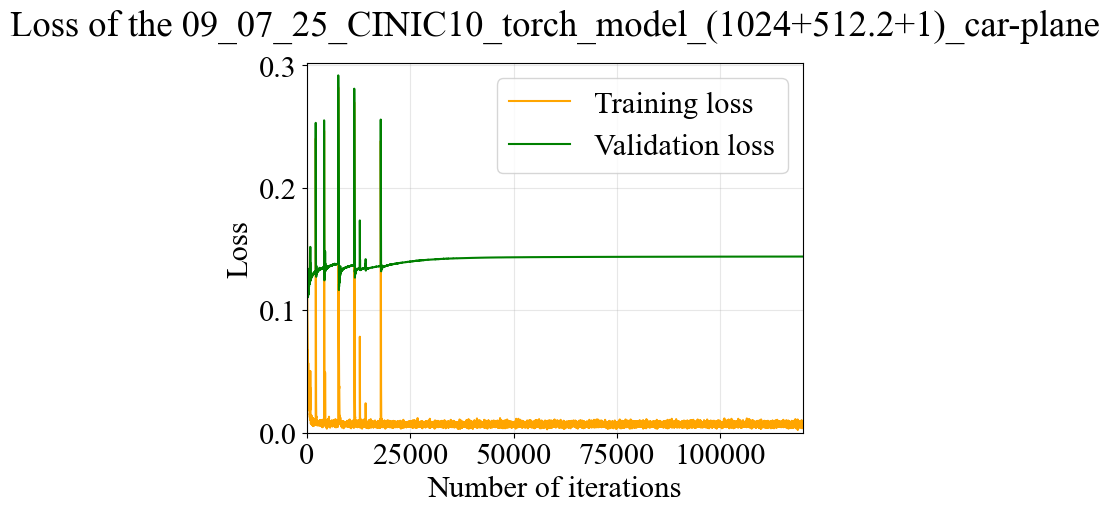 Loss of the 09_07_25_CINIC10_torch_model_(1024+512.2+1)_car-plane
0.3
0.2
0.1
0.0
Loss
Training loss
Validation loss
0 25000 50000 75000 100000
Number of iterations